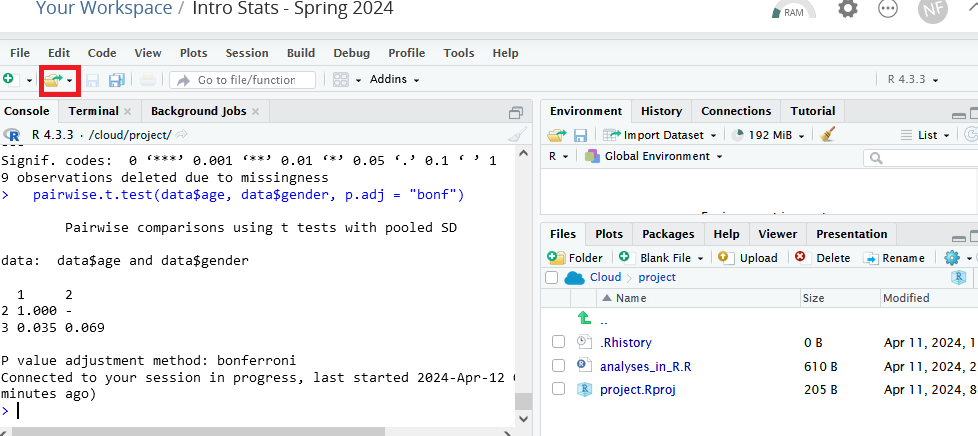 Your Workspace / Intro Stats - Spring 2024
RAM
NF
File Edit Code View Plots Session Build Debug Profile Tools Help
Go to file/function
Addins
R 4.3.3
Console Terminal Background Jobs
R 4.3.3 · /cloud/project/
Signif. codes:  0 ‘***’ 0.001 ‘**’ 0.01 ‘*’ 0.05 ‘.’ 0.1 ‘ ’ 1
9 observations deleted due to missingness
>   pairwise.t.test(data$age, data$gender, p.adj = "bonf")
Pairwise comparisons using t tests with pooled SD
data:  data$age and data$gender
1     2
2 1.000 -
3 0.035 0.069
P value adjustment method: bonferroni
Connected to your session in progress, last started 2024-Apr-12
minutes ago)
>
Environment History Connections Tutorial
Import Dataset 192 MiB List
R Global Environment
Files Plots Packages Help Viewer Presentation
Folder Blank File Upload Delete Rename
Cloud project
Name Size Modified
..
.Rhistory 0 B Apr 11, 2024, 1
analyses_in_R.R 610 B Apr 11, 2024, 2
project.Rproj 205 B Apr 11, 2024, 8